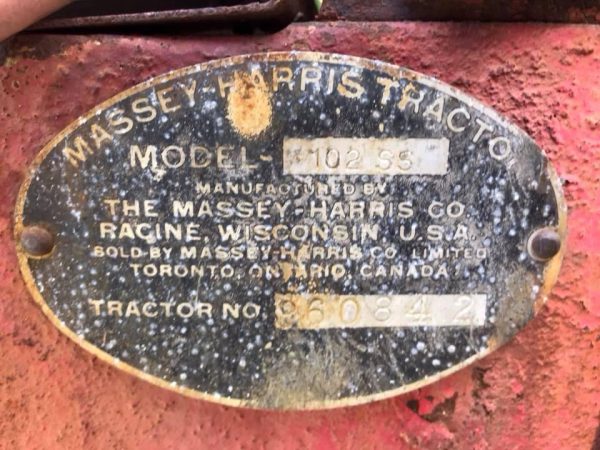 MASSEY-HARRIS TRACTO
MODEL- 102 SS
MANUFACTURED BY
THE MASSEY-HARRIS CO.
RACINE, WISCONSIN, U.S.A.
SOLD BY MASSEY-HARRIS CO. LIMITED
TORONTO, ONTARIO, CANADA
TRACTOR NO. 960842